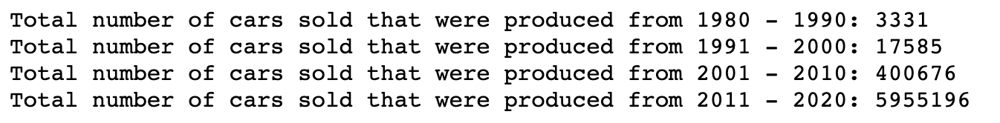 Total number of cars sold that were produced from 1980 - 1990: 3331
Total number of cars sold that were produced from 1991 - 2000: 17585
Total number of cars sold that were produced from 2001 - 2010: 400676
Total number of cars sold that were produced from 2011 - 2020: 5955196